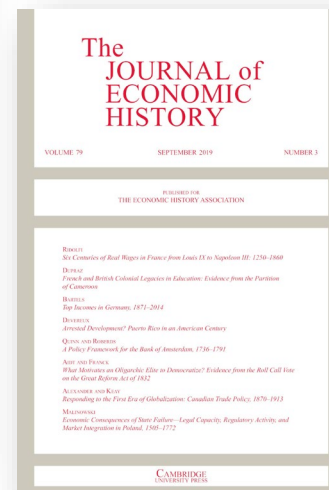 The
JOURNAL of
ECONOMIC
HISTORY
VOLUME 79 SEPTEMBER 2019 NUMBER 3
PUBLISHED FOR
THE ECONOMIC HISTORY ASSOCIATION
RIDOLFI
Six Centuries of Real Wages in France from Louis IX to Napoleon III: 1250–1860
DUPRAZ
French and British Colonial Legacies in Education: Evidence from the Partition
of Cameroon
BARTELS
Top Incomes in Germany, 1871–2014
DEVEREUX
Arrested Development? Puerto Rico in an American Century
QUINN AND ROBERDS
A Policy Framework for the Bank of Amsterdam, 1736–1791
AIDT AND FRANCK
What Motivates an Oligarchic Elite to Democratize? Evidence from the Roll Call Vote
on the Great Reform Act of 1832
ALEXANDER AND KEAY
Responding to the First Era of Globalization: Canadian Trade Policy, 1870–1913
MALINOWSKI
Economic Consequences of State Failure—Legal Capacity, Regulatory Activity, and
Market Integration in Poland, 1505–1772
CAMBRIDGE
UNIVERSITY PRESS